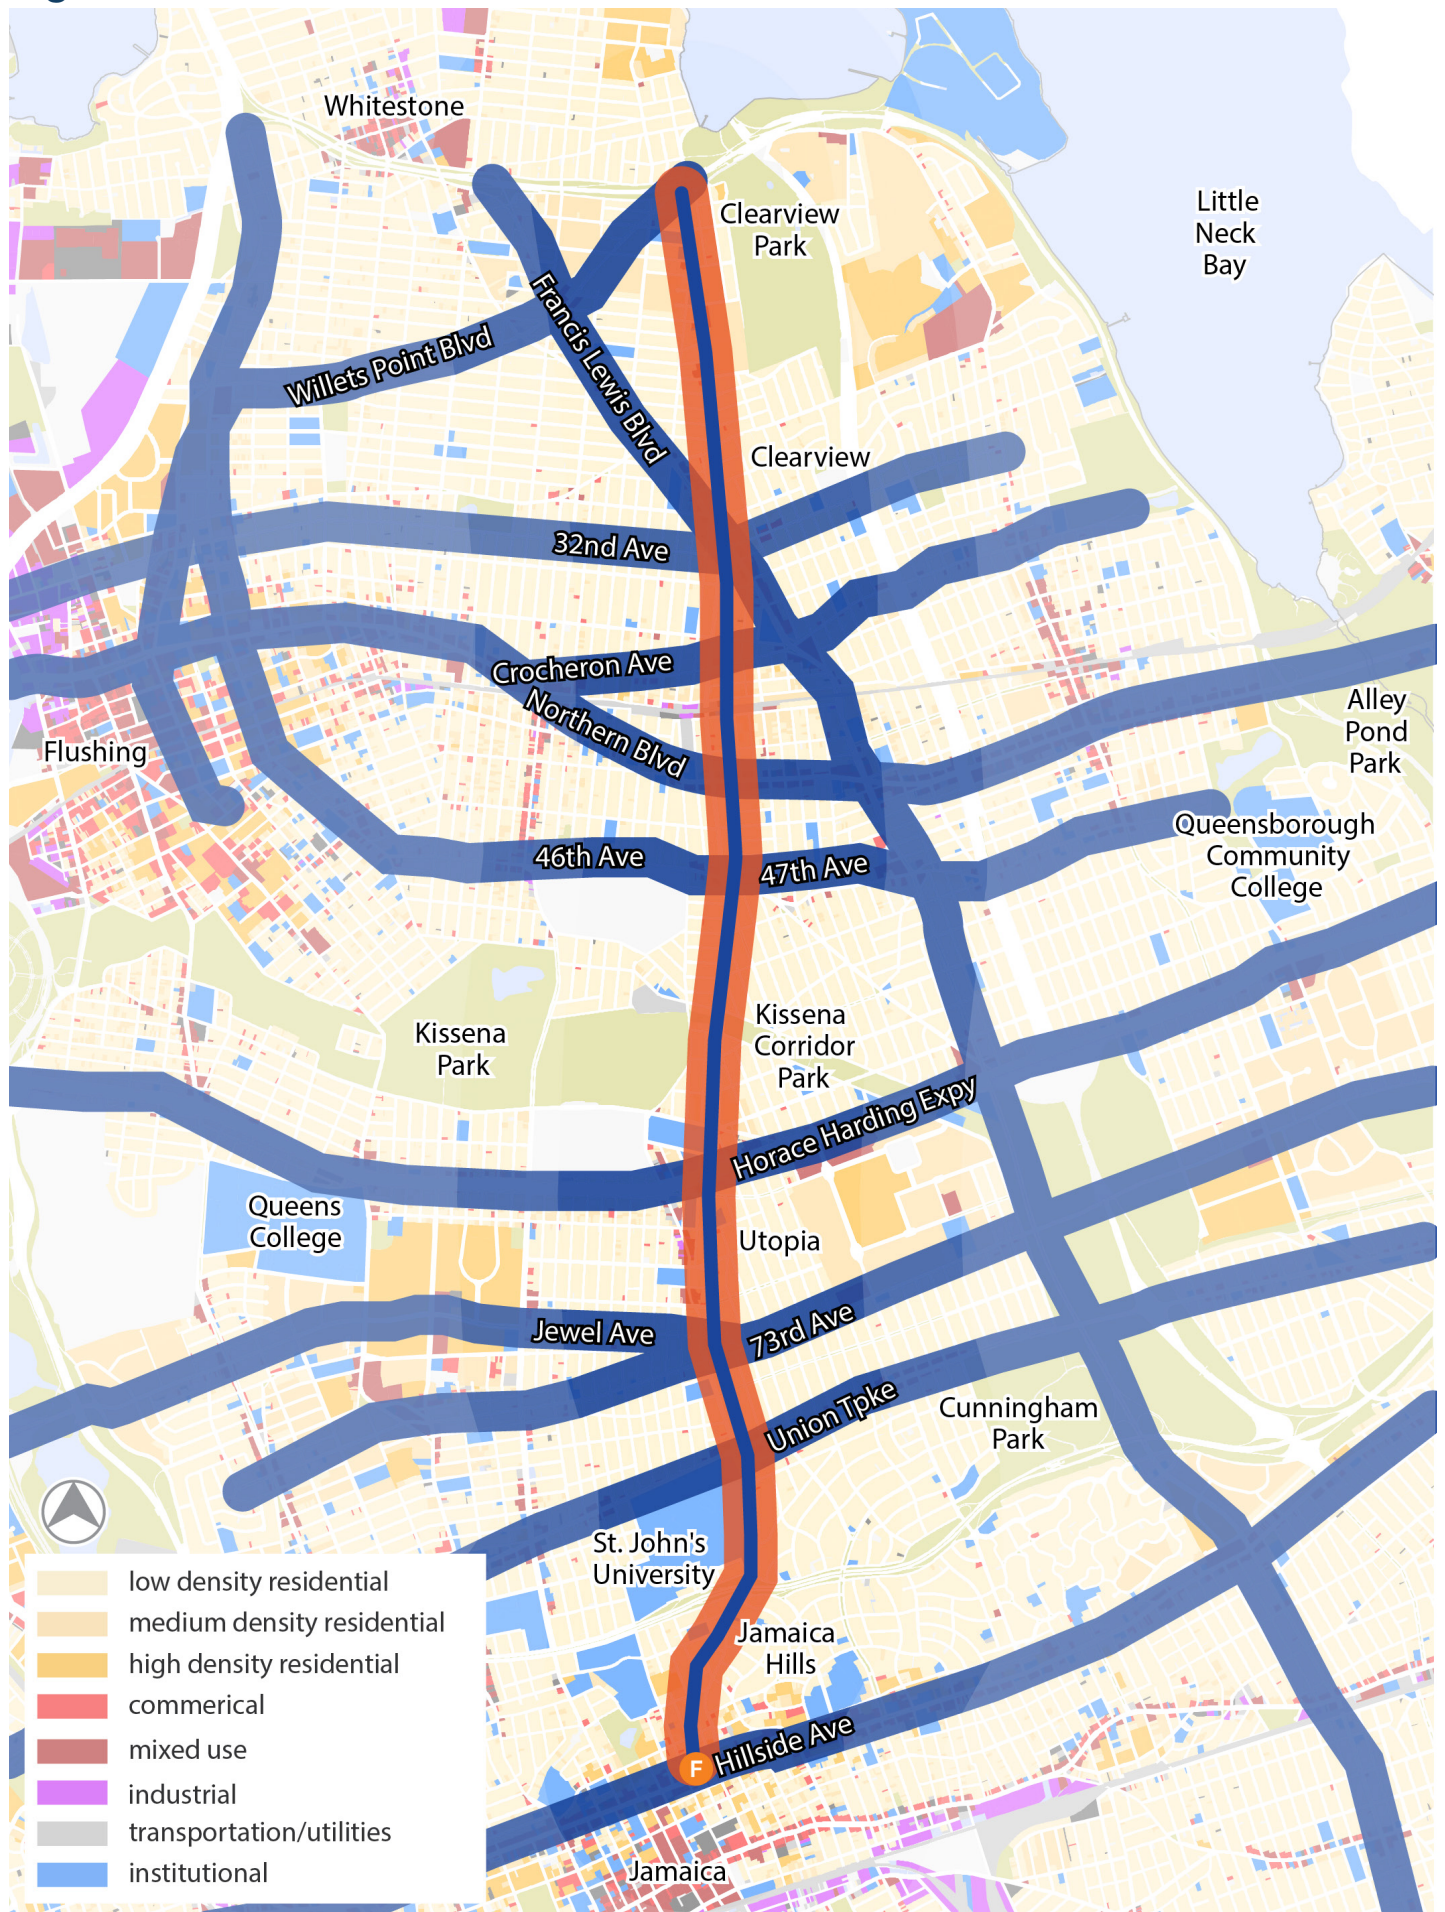 Whitestone
Clearview
Park
Little
Neck
Bay
Francis Lewis Blvd
Willets Point Blvd
Clearview
32nd Ave
Crocheron Ave
Northern Blvd
Flushing
Alley
Pond
Park
46th Ave
47th Ave
Queensborough
Community
College
Kissena
Park
Kissena
Corridor
Park
Horace Harding Expy
Queens
College
Utopia
Jewel Ave
73rd Ave
Union Tpke
Cunningham
Park
St. John's
University
Jamaica
Hills
Hillside Ave
F
Jamaica
low density residential
medium density residential
high density residential
commerical
mixed use
industrial
transportation/utilities
institutional